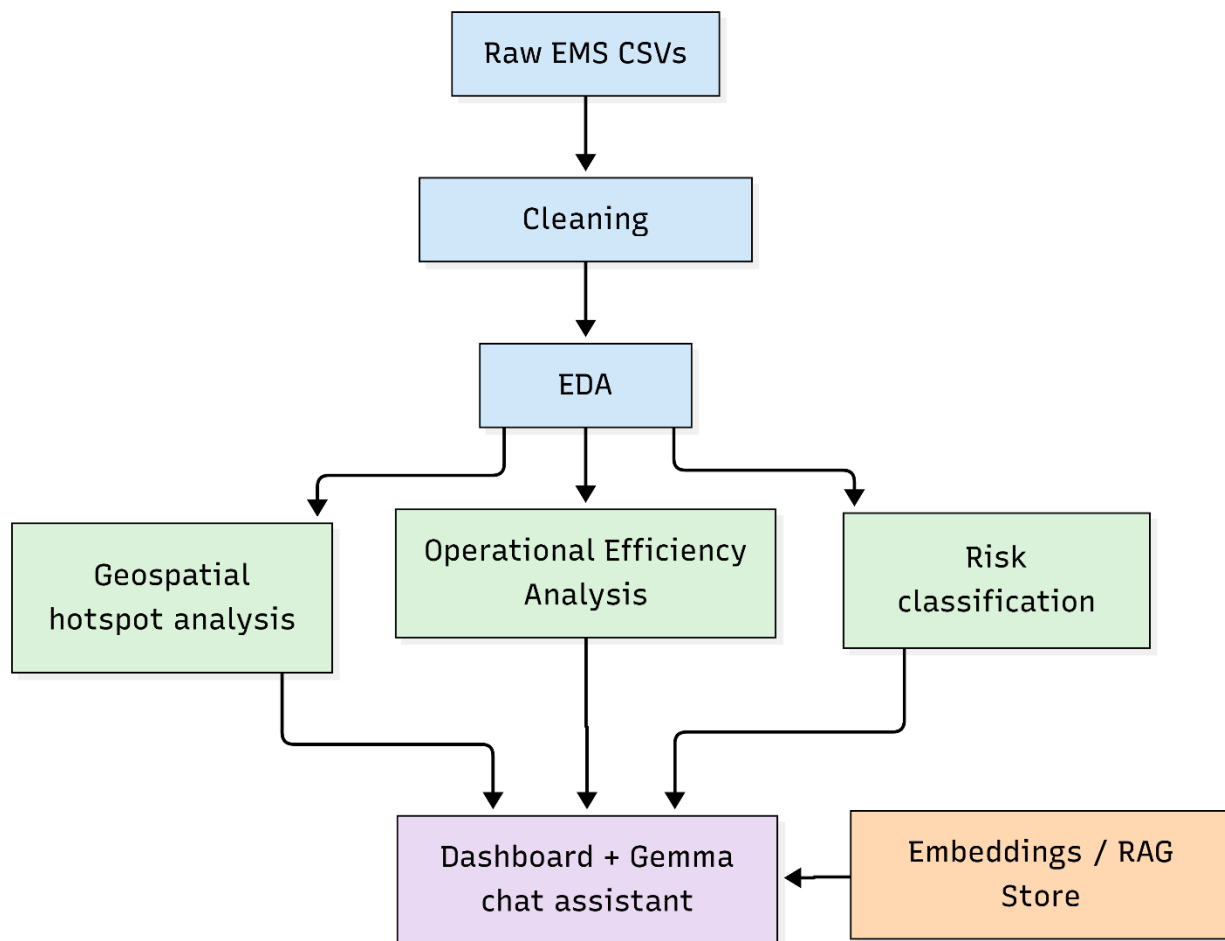 Raw EMS CSVs
Cleaning
EDA
Geospatial
hotspot analysis
Operational Efficiency
Analysis
Risk
classification
Dashboard + Gemma
chat assistant
Embeddings / RAG
Store